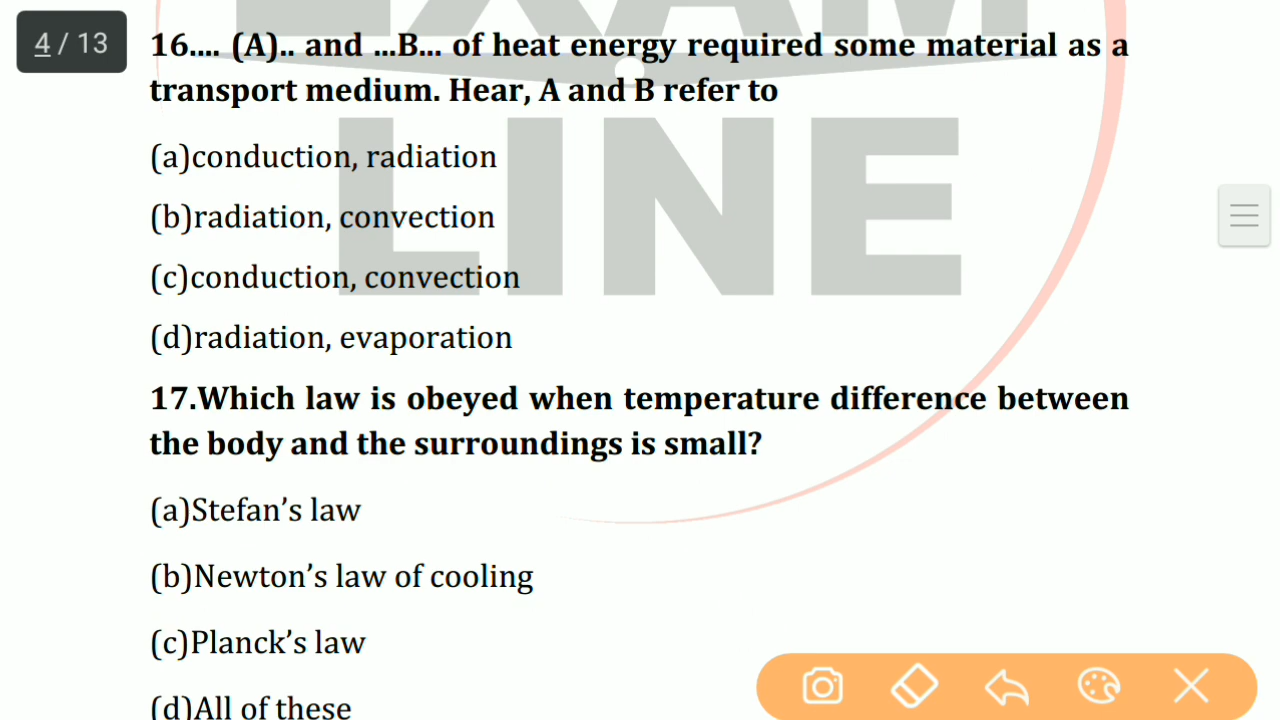 EXAM
4 / 13
16.... (A).. and ...B... of heat energy required some material as a
transport medium. Hear, A and B refer to
LINE
(a)conduction, radiation
(b)radiation, convection
(c)conduction, convection
(d)radiation, evaporation
17.Which law is obeyed when temperature difference between
the body and the surroundings is small?
(a)Stefan’s law
(b)Newton’s law of cooling
(c)Planck’s law
(d)All of these